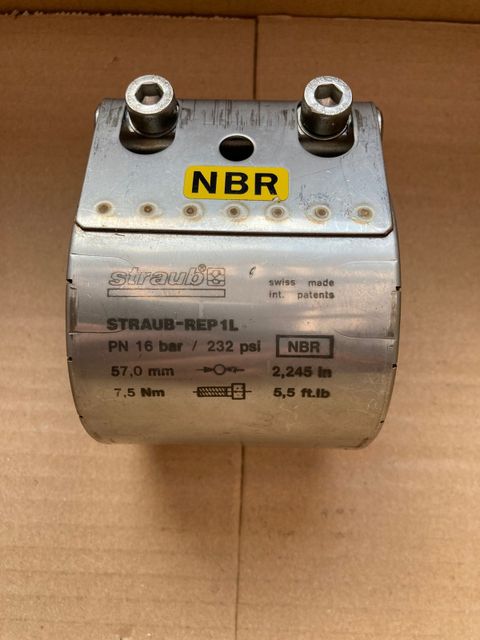 NBR
straub®
swiss made
int. patents
STRAUB-REP1L
PN 16 bar / 232 psi NBR
57,0 mm 2,245 in
7,5 Nm 5,5 ft.lb